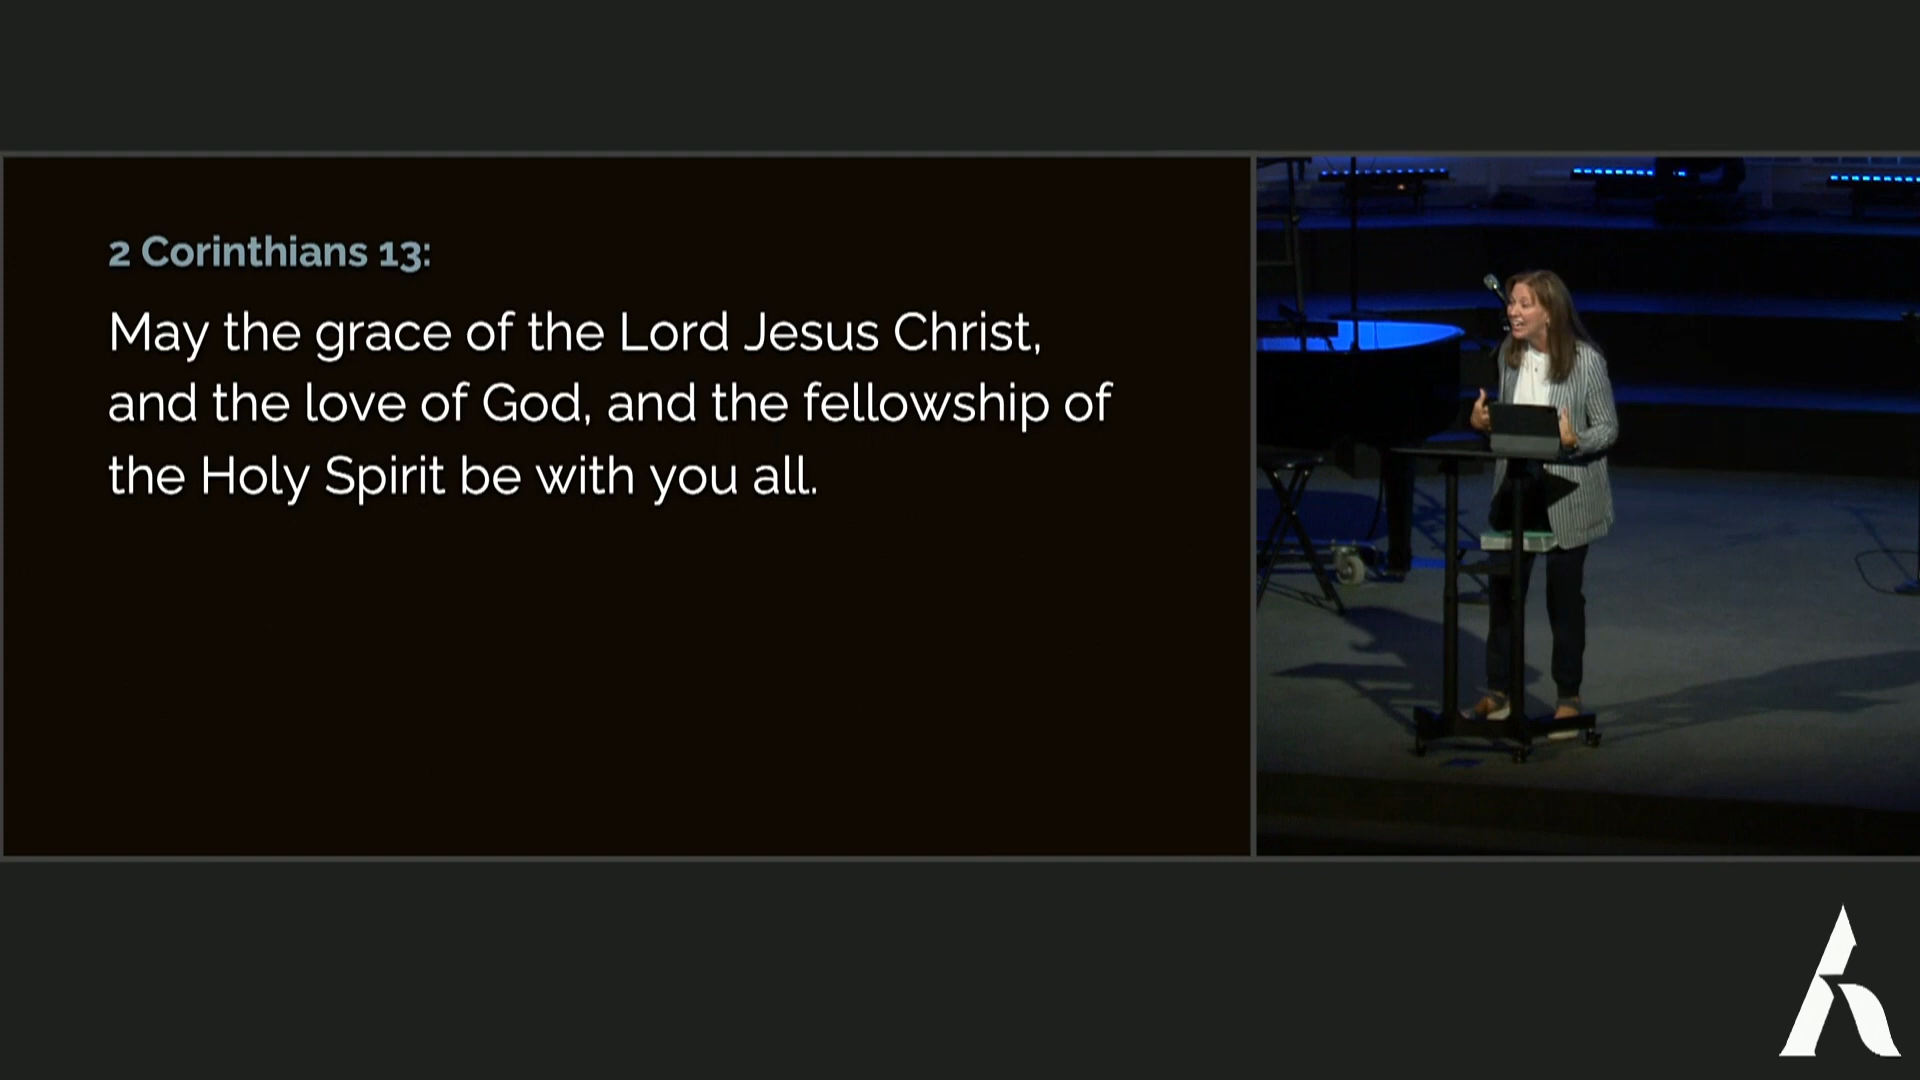 2 Corinthians 13:
May the grace of the Lord Jesus Christ,
and the love of God, and the fellowship of
the Holy Spirit be with you all.